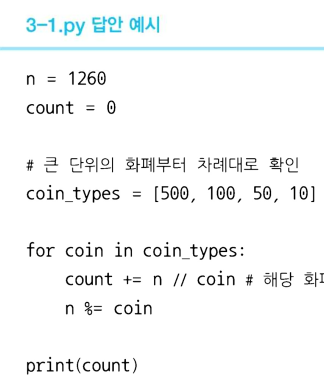 3-1.py 답안 예시
n = 1260
count = 0
# 큰 단위의 화폐부터 차례대로 확인
coin_types = [500, 100, 50, 10]
for coin in coin_types:
count += n // coin # 해당
n %= coin
print(count)